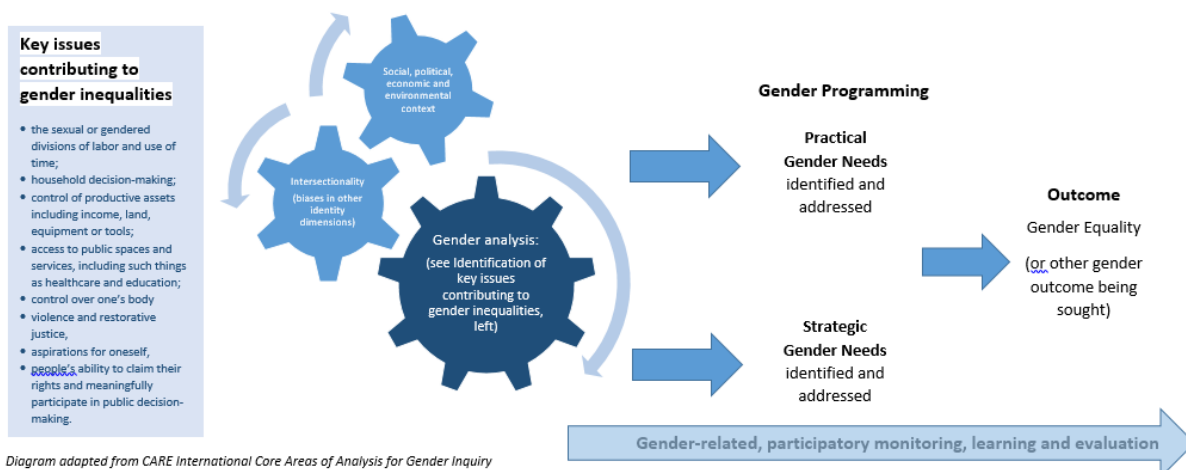 Key issues
contributing to
gender inequalities
• the sexual or gendered
divisions of labor and use of
time;
• household decision-making;
• control of productive assets
including income, land,
equipment or tools;
• access to public spaces and
services, including such things
as healthcare and education;
• control over one's body
• violence and restorative
justice,
• aspirations for oneself,
• people's ability to claim their
rights and meaningfully
participate in public decision-
making.
Social, political,
economic and
environmental
context
Intersectionality
(biases in other
identity
dimensions)
Gender analysis:
(see Identification of
key issues
contributing to
gender inequalities,
left)
Gender Programming
Practical
Gender Needs
identified and
addressed
Strategic
Gender Needs
identified and
addressed
Outcome
Gender Equality
(or other gender
outcome being
sought)
Gender-related, participatory monitoring, learning and evaluation
Diagram adapted from CARE International Core Areas of Analysis for Gender Inquiry